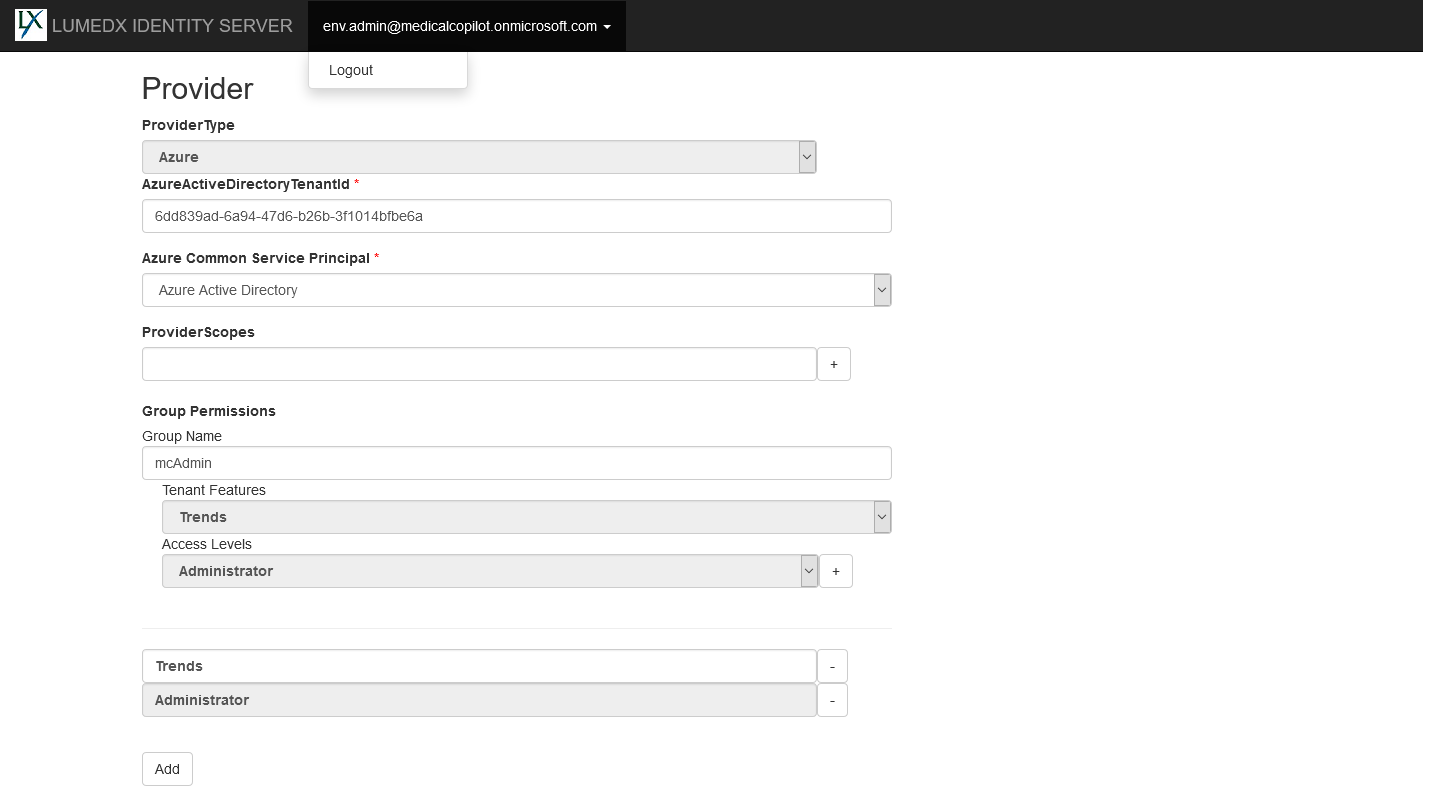 LX LUMEDX IDENTITY SERVER env.admin@medicalcopilot.onmicrosoft.com
Logout
Provider
ProviderType
Azure
AzureActiveDirectoryTenantId *
6dd839ad-6a94-47d6-b26b-3f1014bfbe6a
Azure Common Service Principal *
Azure Active Directory
ProviderScopes
+
Group Permissions
Group Name
mcAdmin
Tenant Features
Trends
Access Levels
Administrator +
Trends -
Administrator -
Add